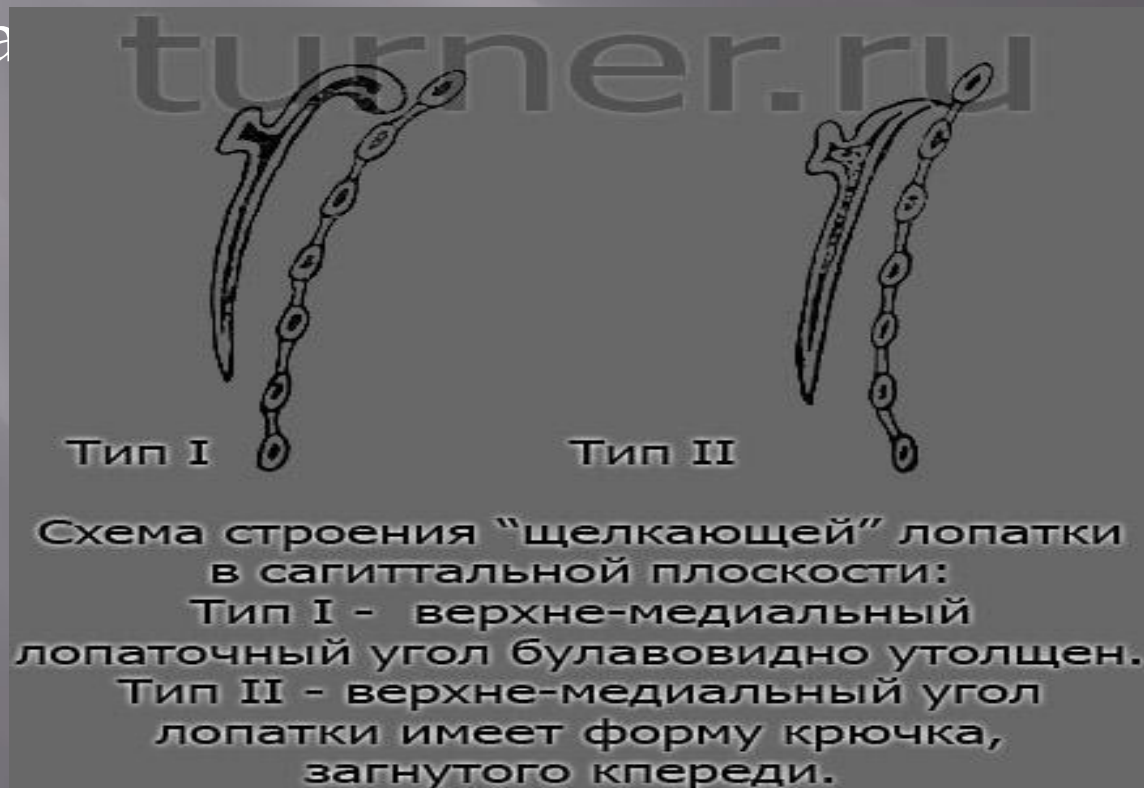 turner.ru
Тип I
Тип II
Схема строения “щелкающей” лопатки
в сагиттальной плоскости:
Тип I - верхне-медиальный
лопаточный угол булавовидно утолщен.
Тип II - верхне-медиальный угол
лопатки имеет форму крючка,
загнутого кпереди.